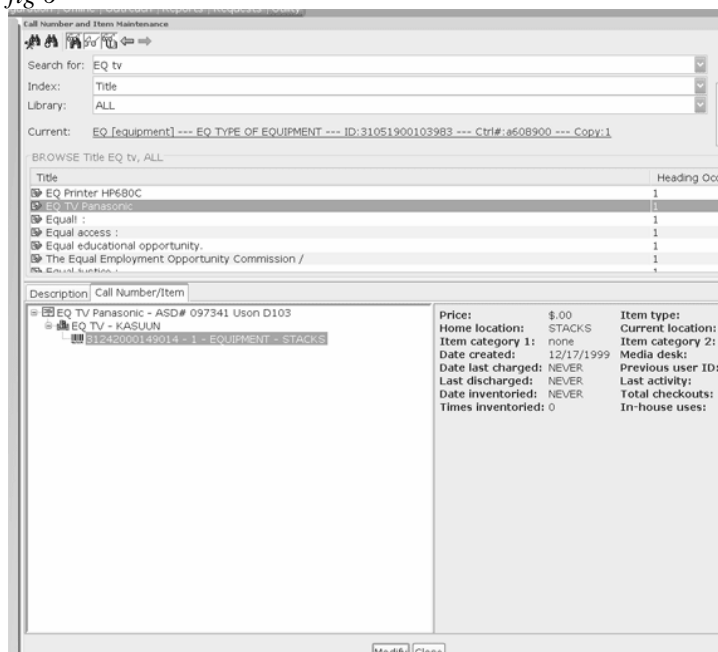 Call Number and Item Maintenance
Search for: EQ tv
Index: Title
Library: ALL
Current: EQ [equipment] --- EQ TYPE OF EQUIPMENT --- ID:31051900103983 --- Ctrl#:a608900 --- Copy:1
BROWSE Title EQ tv, ALL
Title Heading Occ
EQ Printer HP680C 1
EQ TV Panasonic 1
Equal! : 1
Equal access : 1
Equal educational opportunity. 1
The Equal Employment Opportunity Commission / 1
Equal Justice : 1
Description Call Number/Item
EQ TV Panasonic - ASD# 097341 Uson D103
EQ TV - KASUUN
31242000149014 - 1 - EQUIPMENT - STACKS
Price: $.00 Item type:
Home location: STACKS Current location:
Item category 1: none Item category 2:
Date created: 12/17/1999 Media desk:
Date last charged: NEVER Previous user ID:
Last discharged: NEVER Last activity:
Date inventoried: NEVER Total checkouts:
Times inventoried: 0 In-house uses:
Modify Close